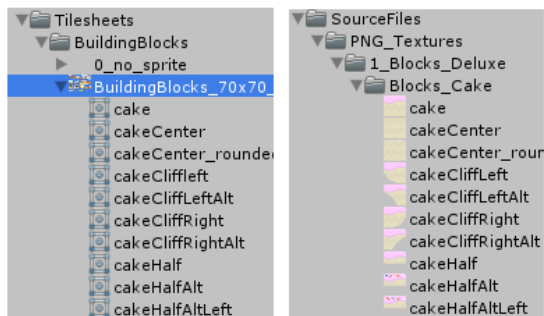 Tilesheets
BuildingBlocks
0_no_sprite
BuildingBlocks_70x70_
cake
cakeCenter
cakeCenter_rounde
cakeCliffleft
cakeCliffLeftAlt
cakeCliffRight
cakeCliffRightAlt
cakeHalf
cakeHalfAlt
cakeHalfAltLeft
SourceFiles
PNG_Textures
1_Blocks_Deluxe
Blocks_Cake
cake
cakeCenter
cakeCenter_roun
cakeCliffLeft
cakeCliffLeftAlt
cakeCliffRight
cakeCliffRightAlt
cakeHalf
cakeHalfAlt
cakeHalfAltLeft